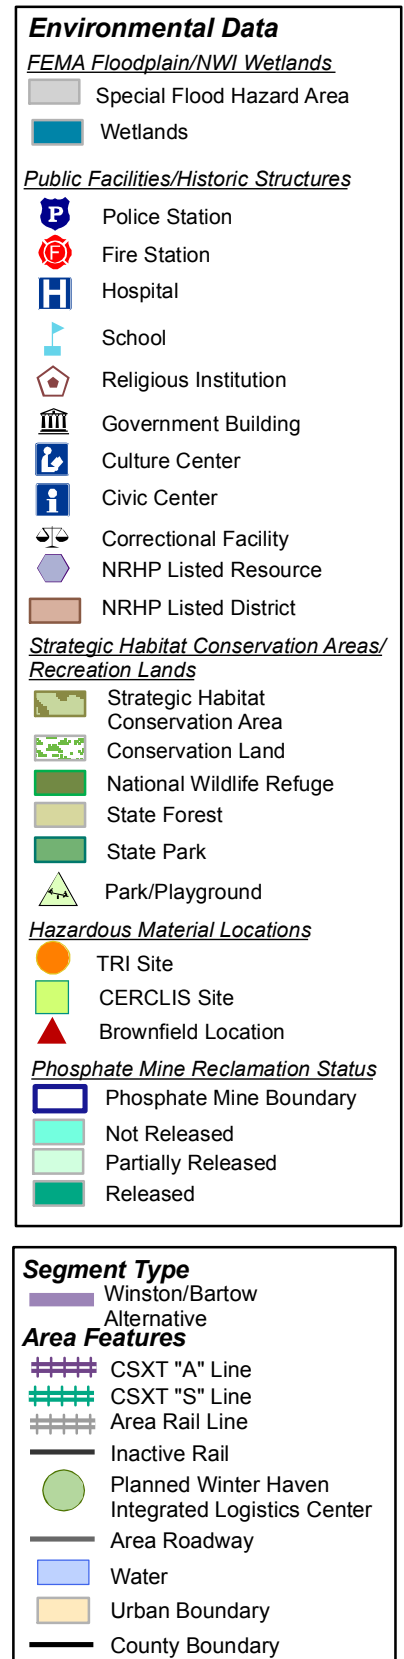 Environmental Data
FEMA Floodplain/NWI Wetlands
Special Flood Hazard Area
Wetlands
Public Facilities/Historic Structures
P Police Station
F Fire Station
H Hospital
School
Religious Institution
Government Building
Culture Center
i Civic Center
Correctional Facility
NRHP Listed Resource
NRHP Listed District
Strategic Habitat Conservation Areas/
Recreation Lands
Strategic Habitat
Conservation Area
Conservation Land
National Wildlife Refuge
State Forest
State Park
Park/Playground
Hazardous Material Locations
TRI Site
CERCLIS Site
Brownfield Location
Phosphate Mine Reclamation Status
Phosphate Mine Boundary
Not Released
Partially Released
Released
Segment Type
Winston/Bartow
Alternative
Area Features
CSXT "A" Line
CSXT "S" Line
Area Rail Line
Inactive Rail
Planned Winter Haven
Integrated Logistics Center
Area Roadway
Water
Urban Boundary
County Boundary